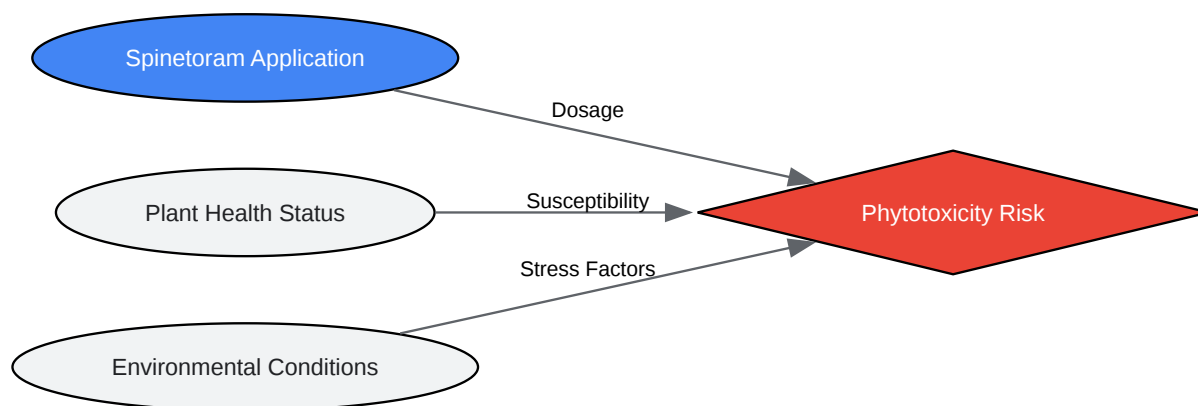 Spinetoram Application
Dosage
Plant Health Status
Susceptibility
Phytotoxicity Risk
Stress Factors
Environmental Conditions